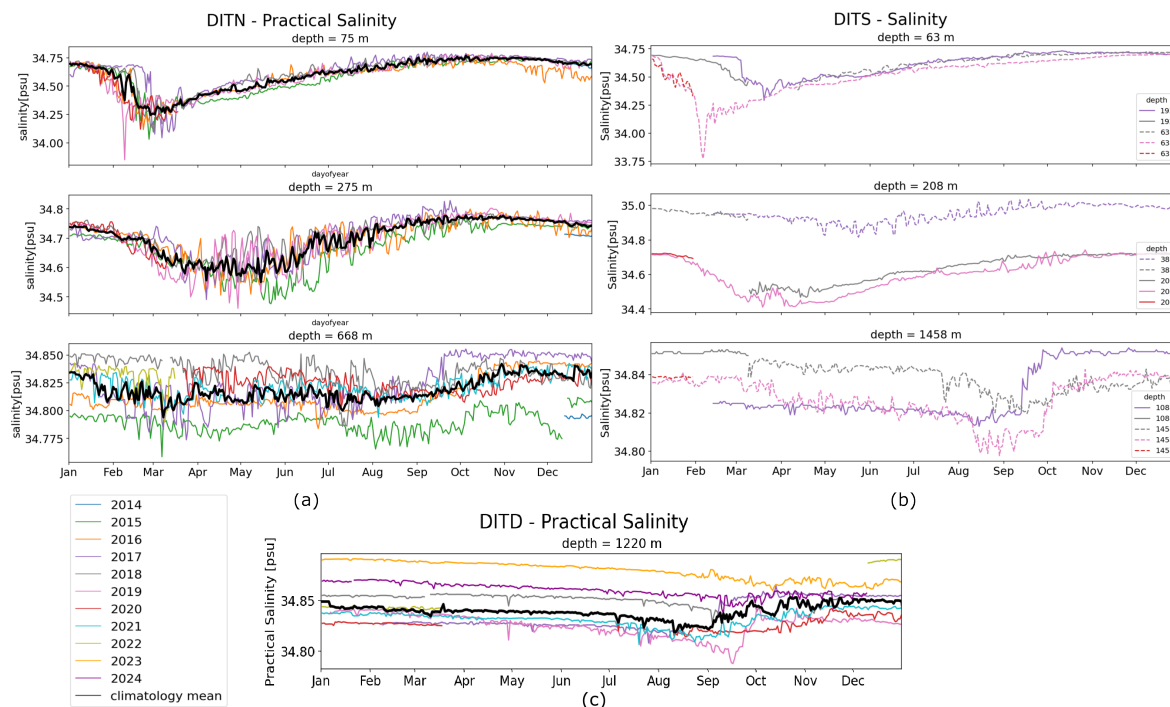 DITN - Practical Salinity
depth = 75 m
salinity[psu]
34.75
34.50
34.25
34.00
dayofyear
depth = 275 m
salinity[psu]
34.8
34.7
34.6
34.5
dayofyear
depth = 668 m
salinity[psu]
34.850
34.825
34.800
34.775
Jan Feb Mar Apr May Jun Jul Aug Sep Oct Nov Dec
(a)
DITS - Salinity
depth = 63 m
Salinity[psu]
34.75
34.50
34.25
34.00
33.75
depth
19
19
63
63
63
depth = 208 m
Salinity[psu]
35.0
34.8
34.6
34.4
depth
38
38
20
20
20
depth = 1458 m
Salinity[psu]
34.84
34.82
34.80
depth
108
108
145
145
145
Jan Feb Mar Apr May Jun Jul Aug Sep Oct Nov Dec
(b)
2014
2015
2016
2017
2018
2019
2020
2021
2022
2023
2024
climatology mean
DITD - Practical Salinity
depth = 1220 m
Practical Salinity [psu]
34.85
34.80
Jan Feb Mar Apr May Jun Jul Aug Sep Oct Nov Dec
(c)